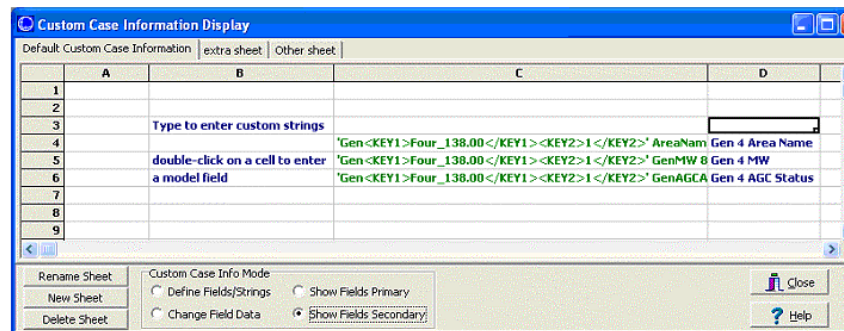 Custom Case Information Display
Default Custom Case Information extra sheet Other sheet
A B C D
1
2
3 Type to enter custom strings
4 'Gen<KEY1>Four_138.00</KEY1><KEY2>1</KEY2>' AreaNam Gen 4 Area Name
5 double-click on a cell to enter 'Gen<KEY1>Four_138.00</KEY1><KEY2>1</KEY2>' GenMW 8 Gen 4 MW
6 a model field 'Gen<KEY1>Four_138.00</KEY1><KEY2>1</KEY2>' GenAGCA Gen 4 AGC Status
7
8
9
Rename Sheet Custom Case Info Mode Close
New Sheet Define Fields/Strings Show Fields Primary
Delete Sheet Change Field Data Show Fields Secondary ? Help